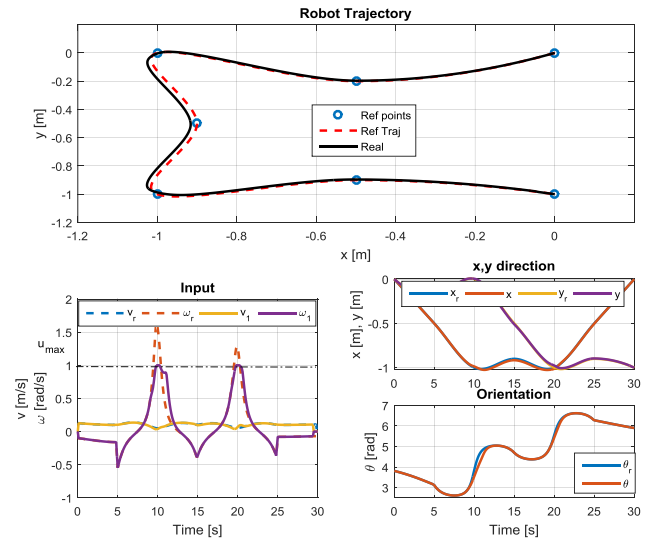 Robot Trajectory
0
-0.2
-0.4
-0.6
-0.8
-1
-1.2
y [m]
Ref points
Ref Traj
Real
-1.2
-1
-0.8
-0.6
-0.4
-0.2
0
x [m]
Input
2
1.5
u_max
1
0.5
0
-0.5
-1
v [m/s]
ω [rad/s]
v_r
ω_r
v_1
ω_1
0
5
10
15
20
25
30
Time [s]
x,y direction
0
-0.5
-1
x [m], y [m]
x_r
x
y_r
y
0
5
10
15
20
25
30
Orientation
7
6
5
4
3
θ [rad]
θ_r
θ
0
5
10
15
20
25
30
Time [s]